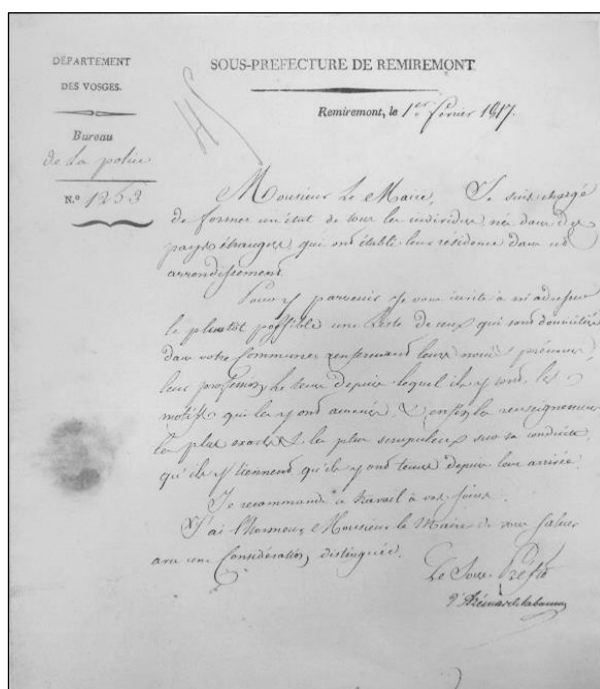 DÉPARTEMENT
DES VOSGES.
Bureau
de la police
N.º 1253
SOUS-PREFECTURE DE REMIREMONT
Remiremont, le 1er février 1817.
Monsieur Le Maire, Je suis chargé
de former un état de tous les individus, nés dans des
pays étrangers, qui ont établi leur résidence dans cet
arrondissement.
Pour y parvenir Je vous invite à m'adresser
le plustôt possible une Liste de ceux qui sont domiciliés
dans votre Commune renfermant leurs noms, prénoms,
leur profession, le tems depuis lequel ils y sont, les
motifs qui les y ont amenés, & enfin les renseignemens
les plus exacts & les plus scrupuleux sur la conduite
qu'ils y tiennent qu'ils y ont tenue depuis leur arrivée.
Je recommande ce travail à vos soins.
J'ai l'honneur, Monsieur le Maire de vous saluer
avec une Considération distinguée.
Le Sous-Préfet